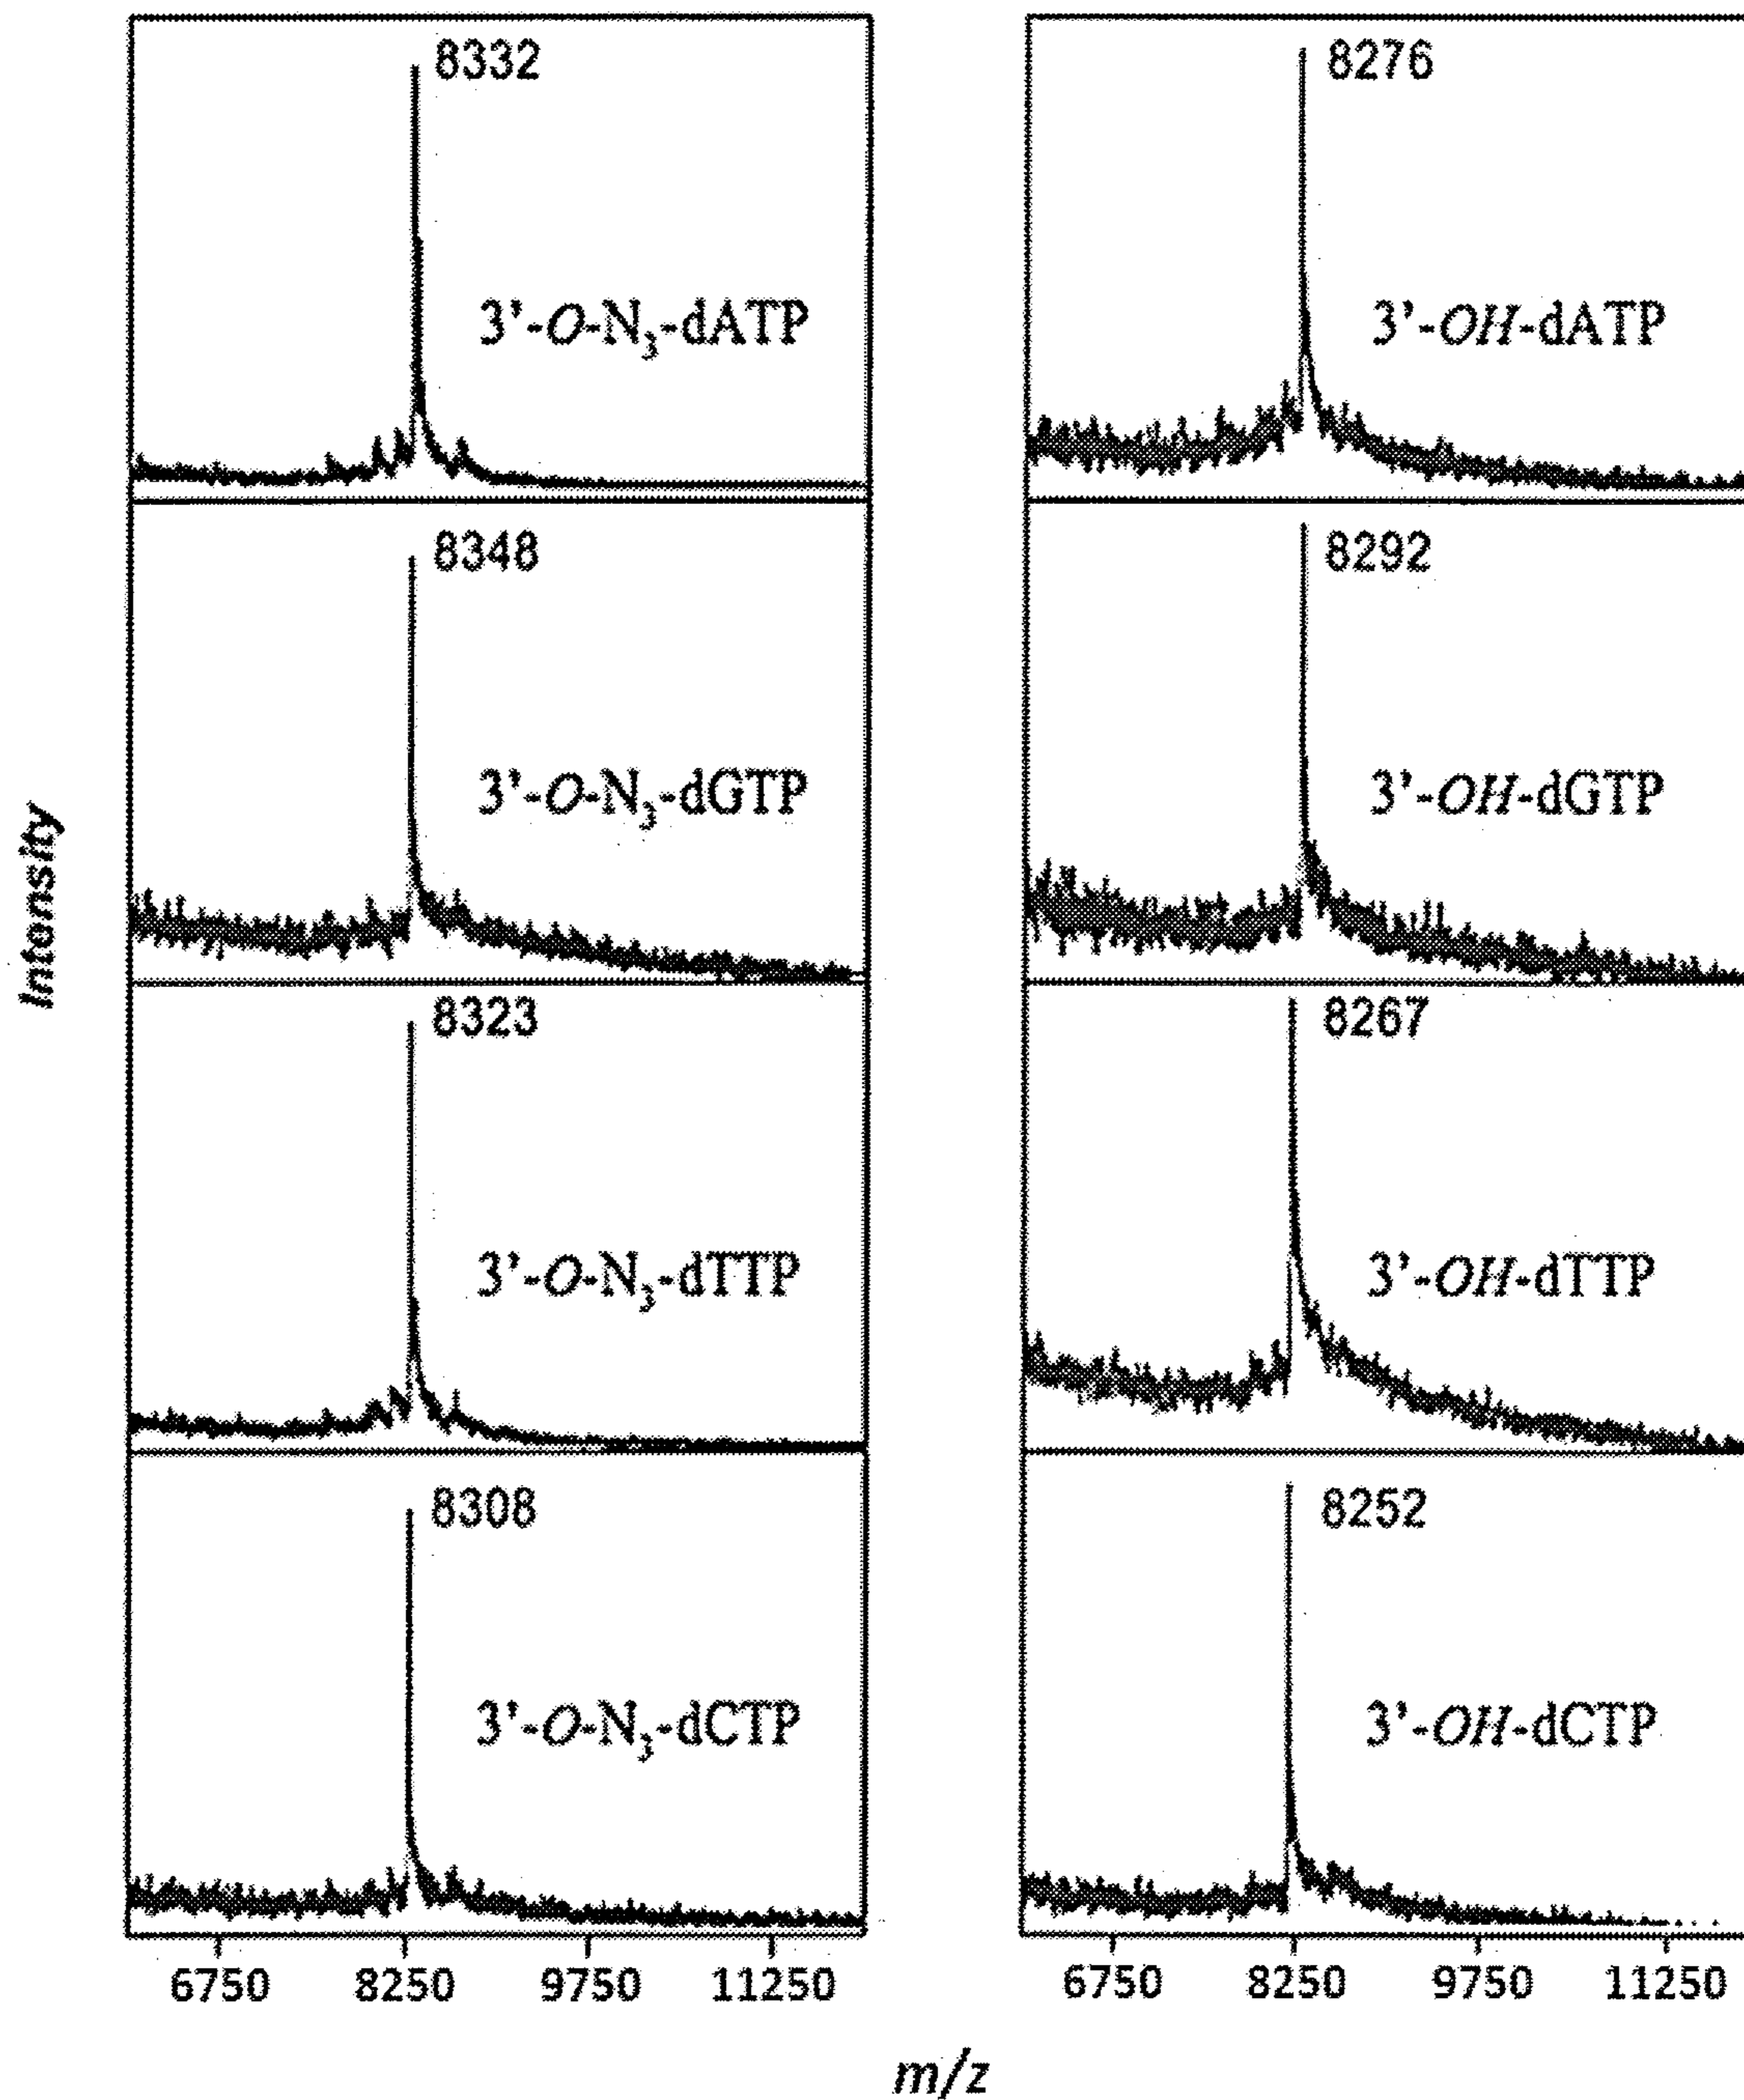 8332
3'-O-N₃-dATP
8276
3'-OH-dATP
8348
3'-O-N₃-dGTP
8292
3'-OH-dGTP
Intonsity
8323
3'-O-N₃-dTTP
8267
3'-OH-dTTP
8308
3'-O-N₃-dCTP
8252
3'-OH-dCTP
6750 8250 9750 11250
6750 8250 9750 11250
m/z